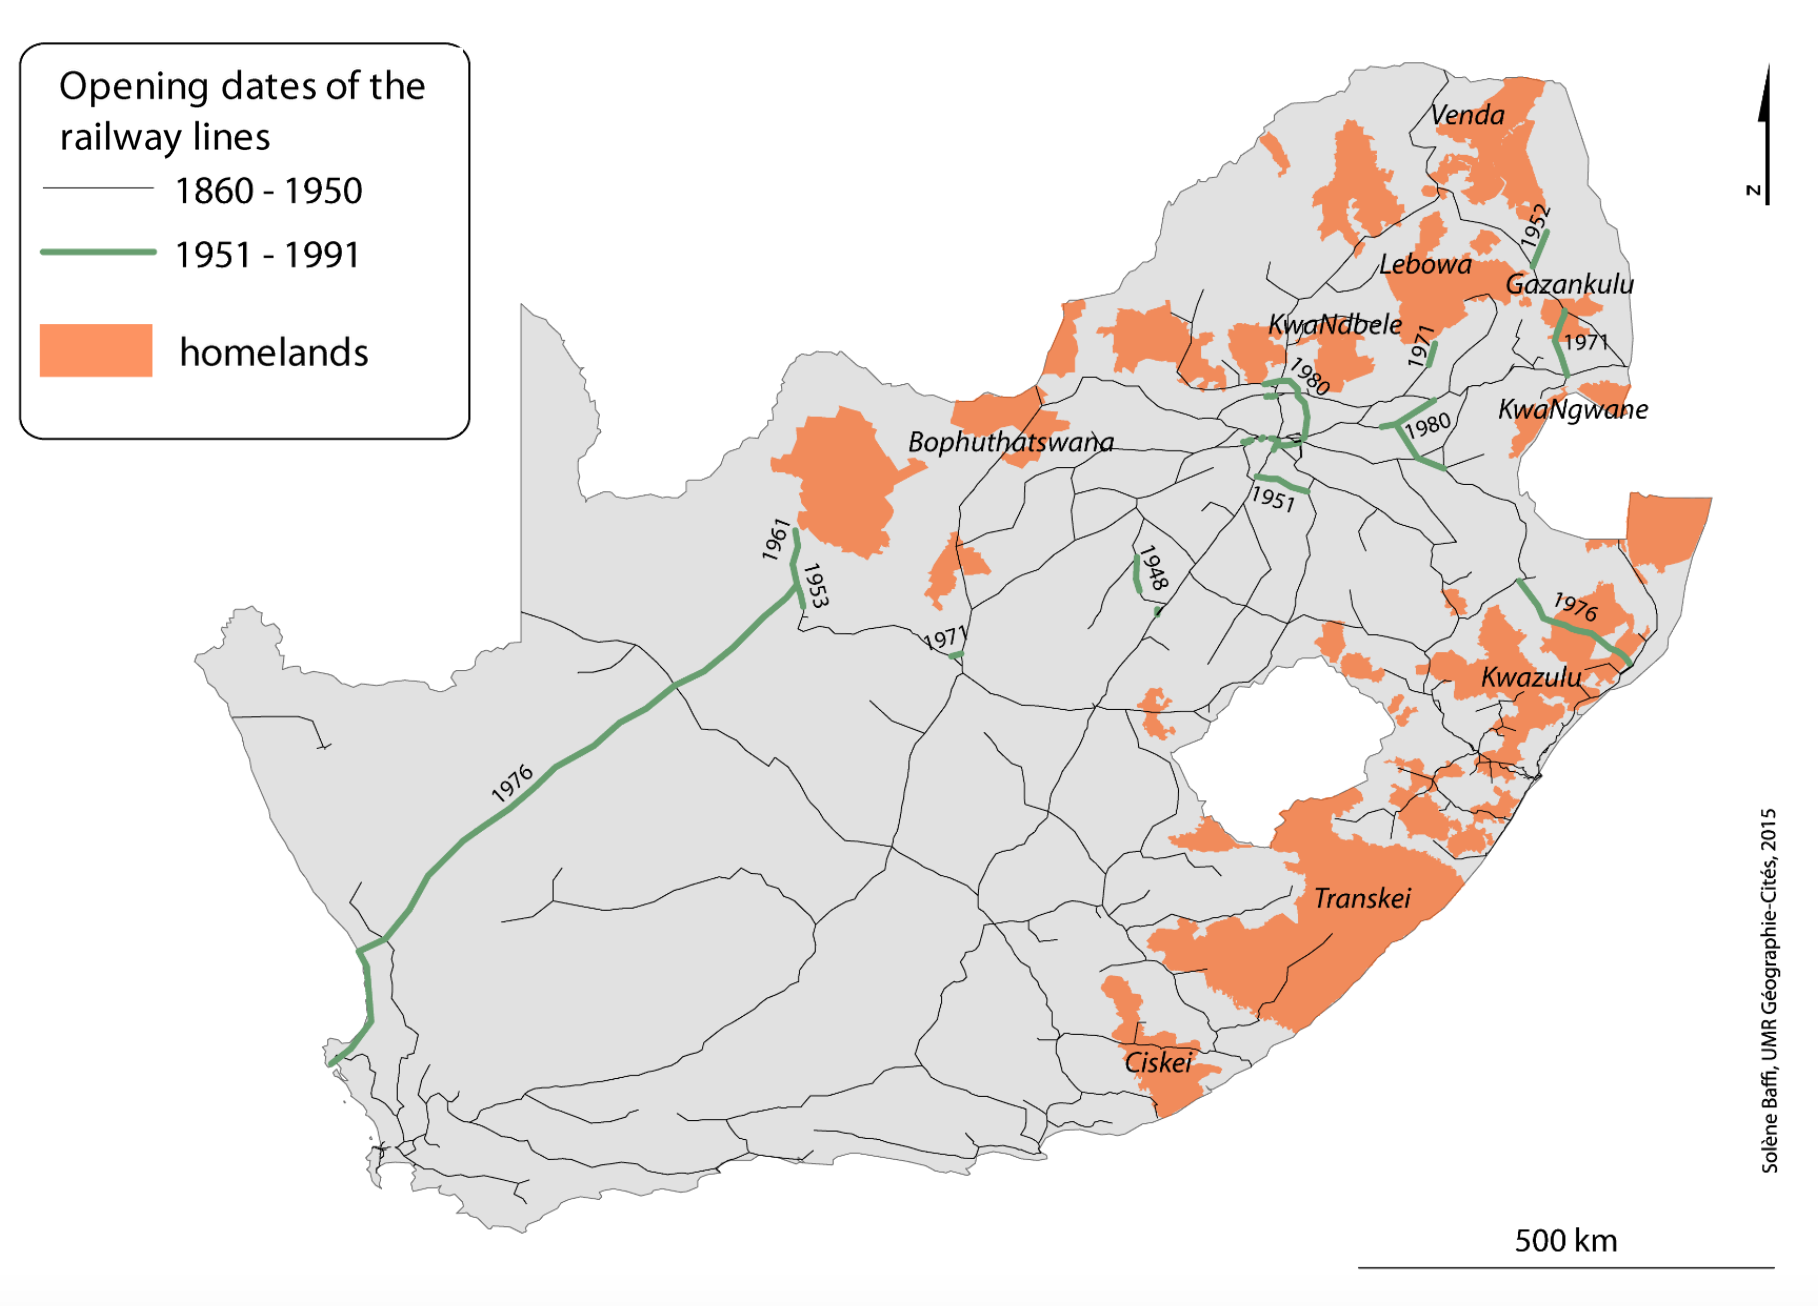 Opening dates of the
railway lines
1860 - 1950
1951 - 1991
homelands
z
Venda
1952
Lebowa
Gazankulu
KwaNdbele
1971
1971
1980
KwaNgwane
1980
Bophuthatswana
1951
1961
1953
1948
1976
1971
Kwazulu
1976
Transkei
Ciskei
Solène Baffi, UMR Géographie-Cités, 2015
500 km